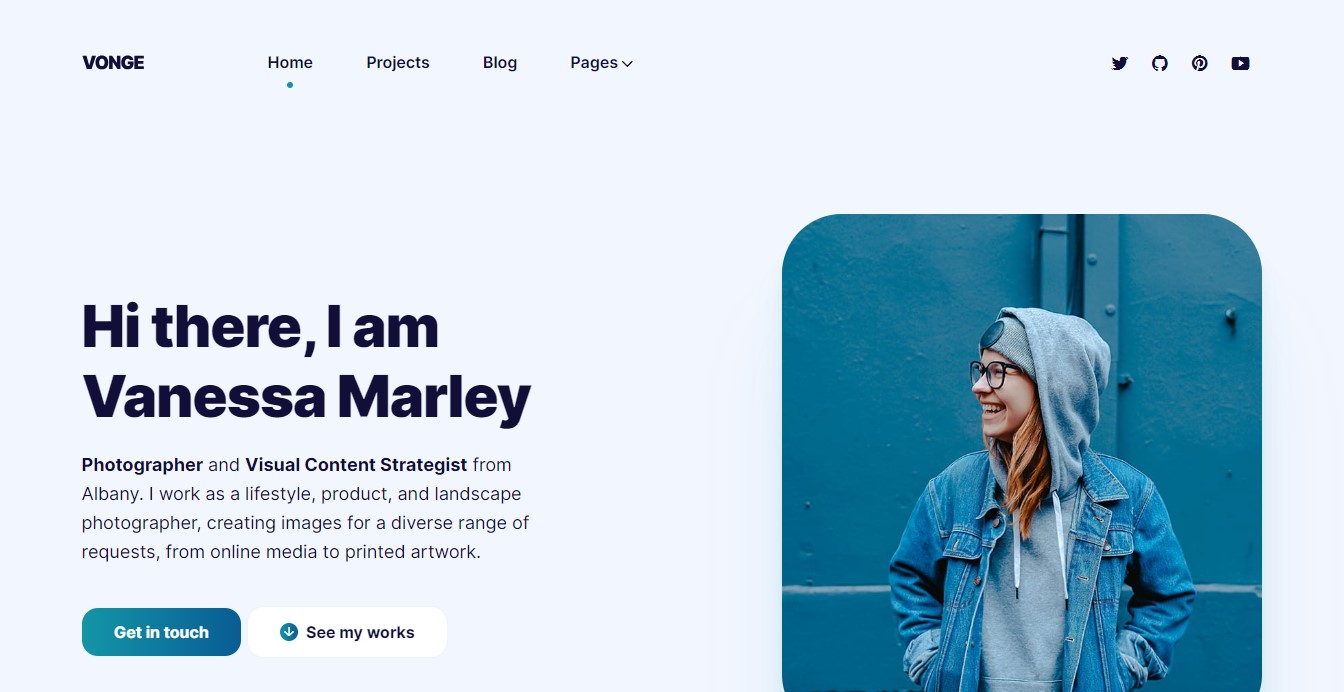 VONGE
Home
Projects
Blog
Pages
Hi there, I am
Vanessa Marley
Photographer and Visual Content Strategist from
Albany. I work as a lifestyle, product, and landscape
photographer, creating images for a diverse range of
requests, from online media to printed artwork.
Get in touch
See my works